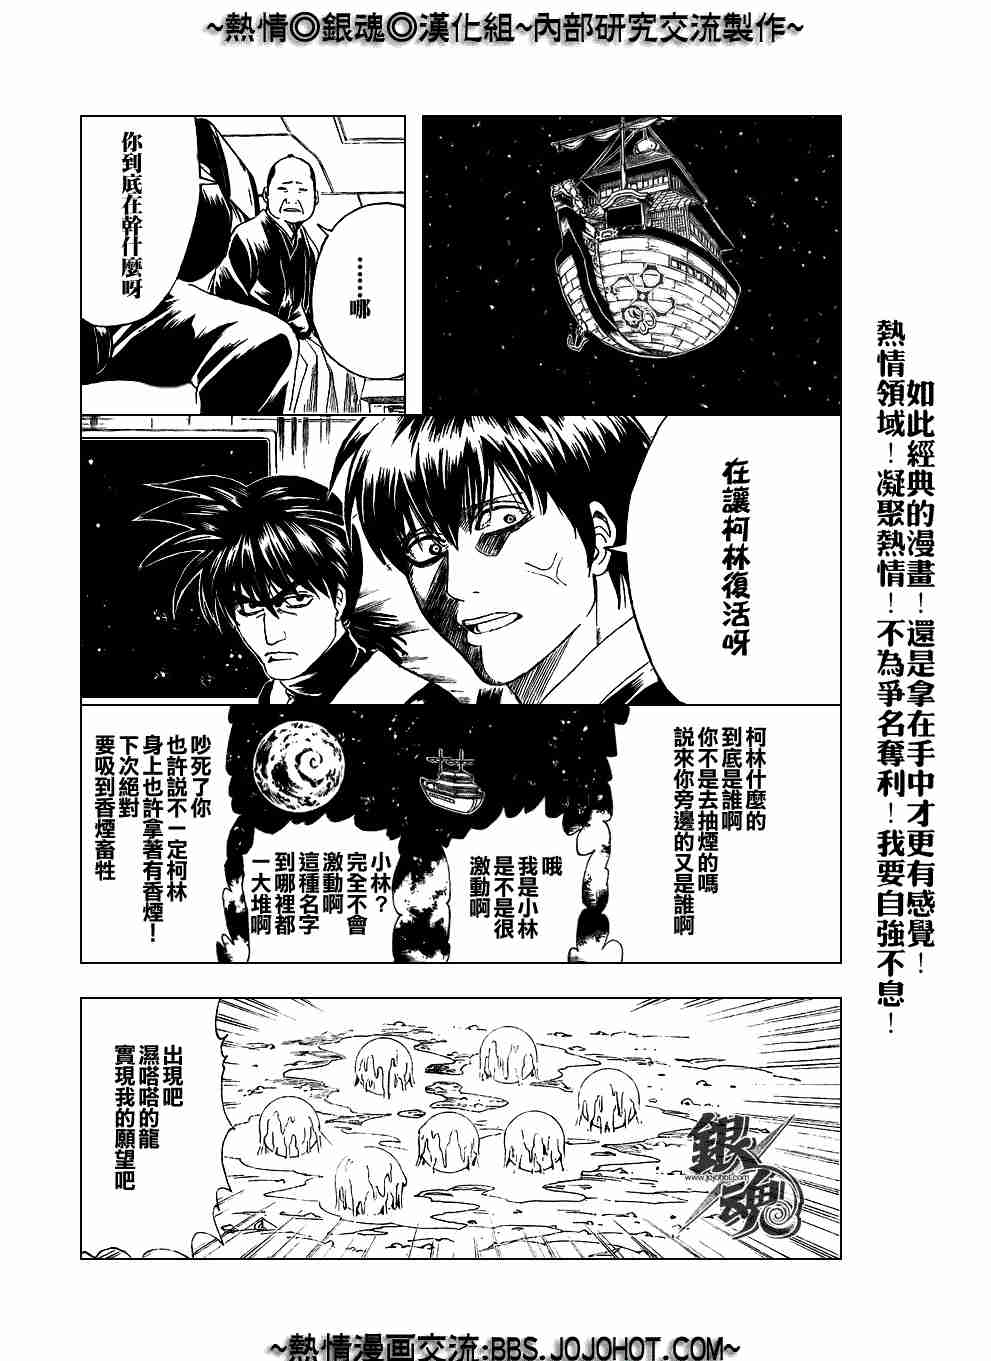 ~熱情◎銀魂◎漢化組~內部研究交流製作~
如此經典的漫畫！還是拿在手中才更有感覺！
熱情領域！凝聚熱情！不為爭名奪利！我要自強不息！
……哪
你到底在幹什麼呀
在讓柯林復活呀
柯林什麼的
到底是誰啊
你不是去抽煙的嗎
説來你旁邊的又是誰啊
哦
我是小林
是不是很
激動啊
小林？
完全不會
激動啊
這種名字
到哪裡都
一大堆啊
吵死了你
也許説不一定柯林
身上也許拿著有香煙！
下次絕對
要吸到香煙畜牲
出現吧
濕嗒嗒的龍
實現我的願望吧
銀魂
www.jojohot.com
~熱情漫画交流:BBS.JOJOHOT.COM~